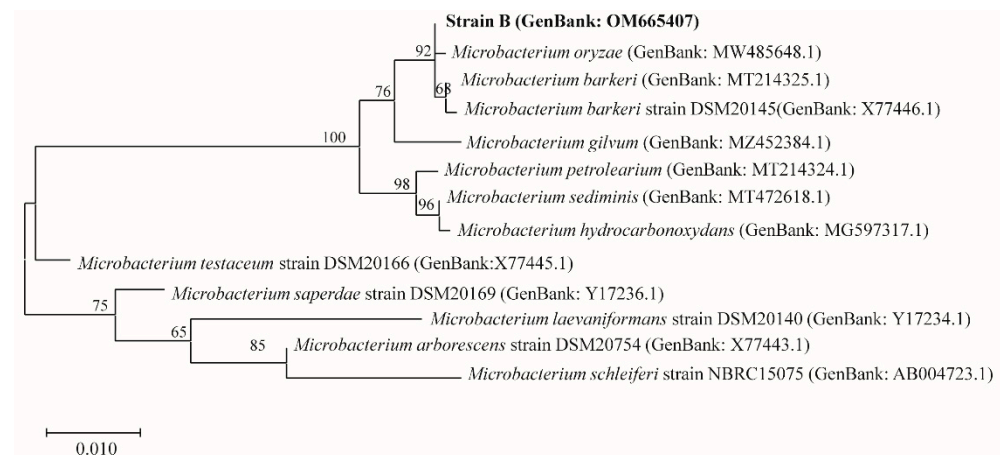 Strain B (GenBank: OM665407)
92
Microbacterium oryzae (GenBank: MW485648.1)
Microbacterium barkeri (GenBank: MT214325.1)
68
76
Microbacterium barkeri strain DSM20145(GenBank: X77446.1)
100
Microbacterium gilvum (GenBank: MZ452384.1)
Microbacterium petrolearium (GenBank: MT214324.1)
98
Microbacterium sediminis (GenBank: MT472618.1)
96
Microbacterium hydrocarbonoxydans (GenBank: MG597317.1)
Microbacterium testaceum strain DSM20166 (GenBank:X77445.1)
Microbacterium saperdae strain DSM20169 (GenBank: Y17236.1)
75
Microbacterium laevaniformans strain DSM20140 (GenBank: Y17234.1)
65
85
Microbacterium arborescens strain DSM20754 (GenBank: X77443.1)
Microbacterium schleiferi strain NBRC15075 (GenBank: AB004723.1)
0.010